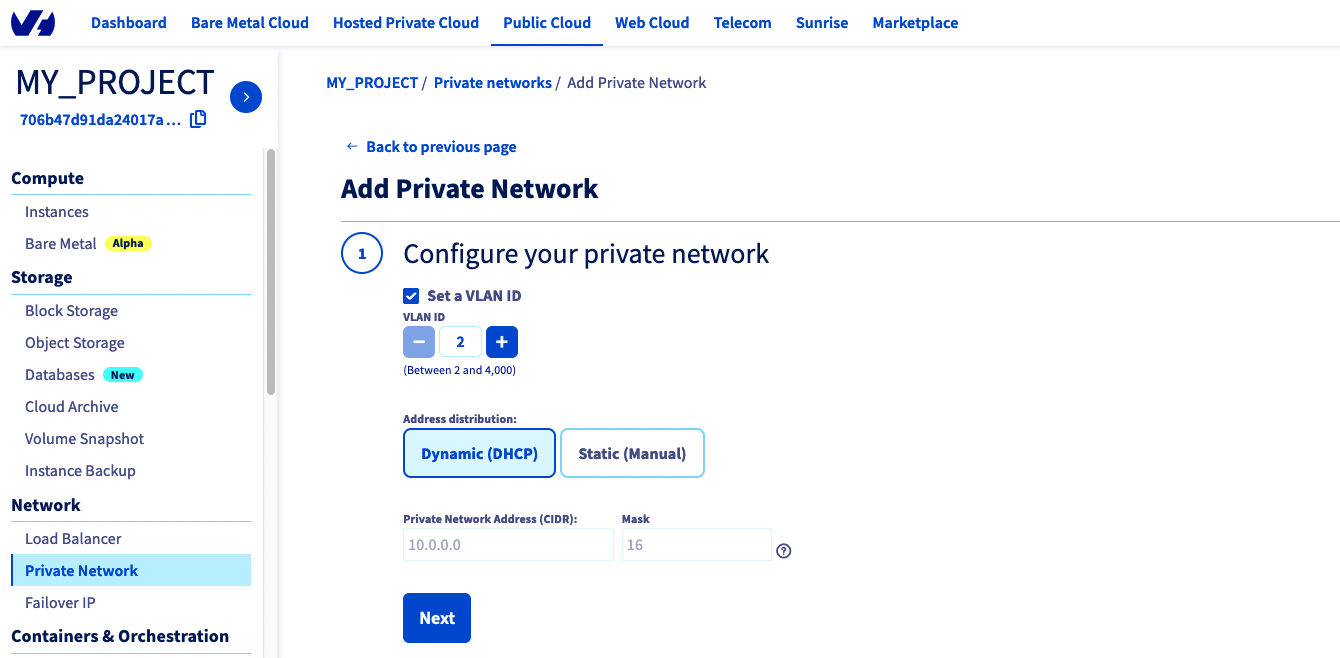 Dashboard Bare Metal Cloud Hosted Private Cloud Public Cloud Web Cloud Telecom Sunrise Marketplace
MY_PROJECT
706b47d91da24017a...
Compute
Instances
Bare Metal Alpha
Storage
Block Storage
Object Storage
Databases New
Cloud Archive
Volume Snapshot
Instance Backup
Network
Load Balancer
Private Network
Failover IP
Containers & Orchestration
MY_PROJECT / Private networks / Add Private Network
← Back to previous page
Add Private Network
1 Configure your private network
Set a VLAN ID
VLAN ID
− 2 +
(Between 2 and 4,000)
Address distribution:
Dynamic (DHCP) Static (Manual)
Private Network Address (CIDR): Mask
10.0.0.0 16 ?
Next